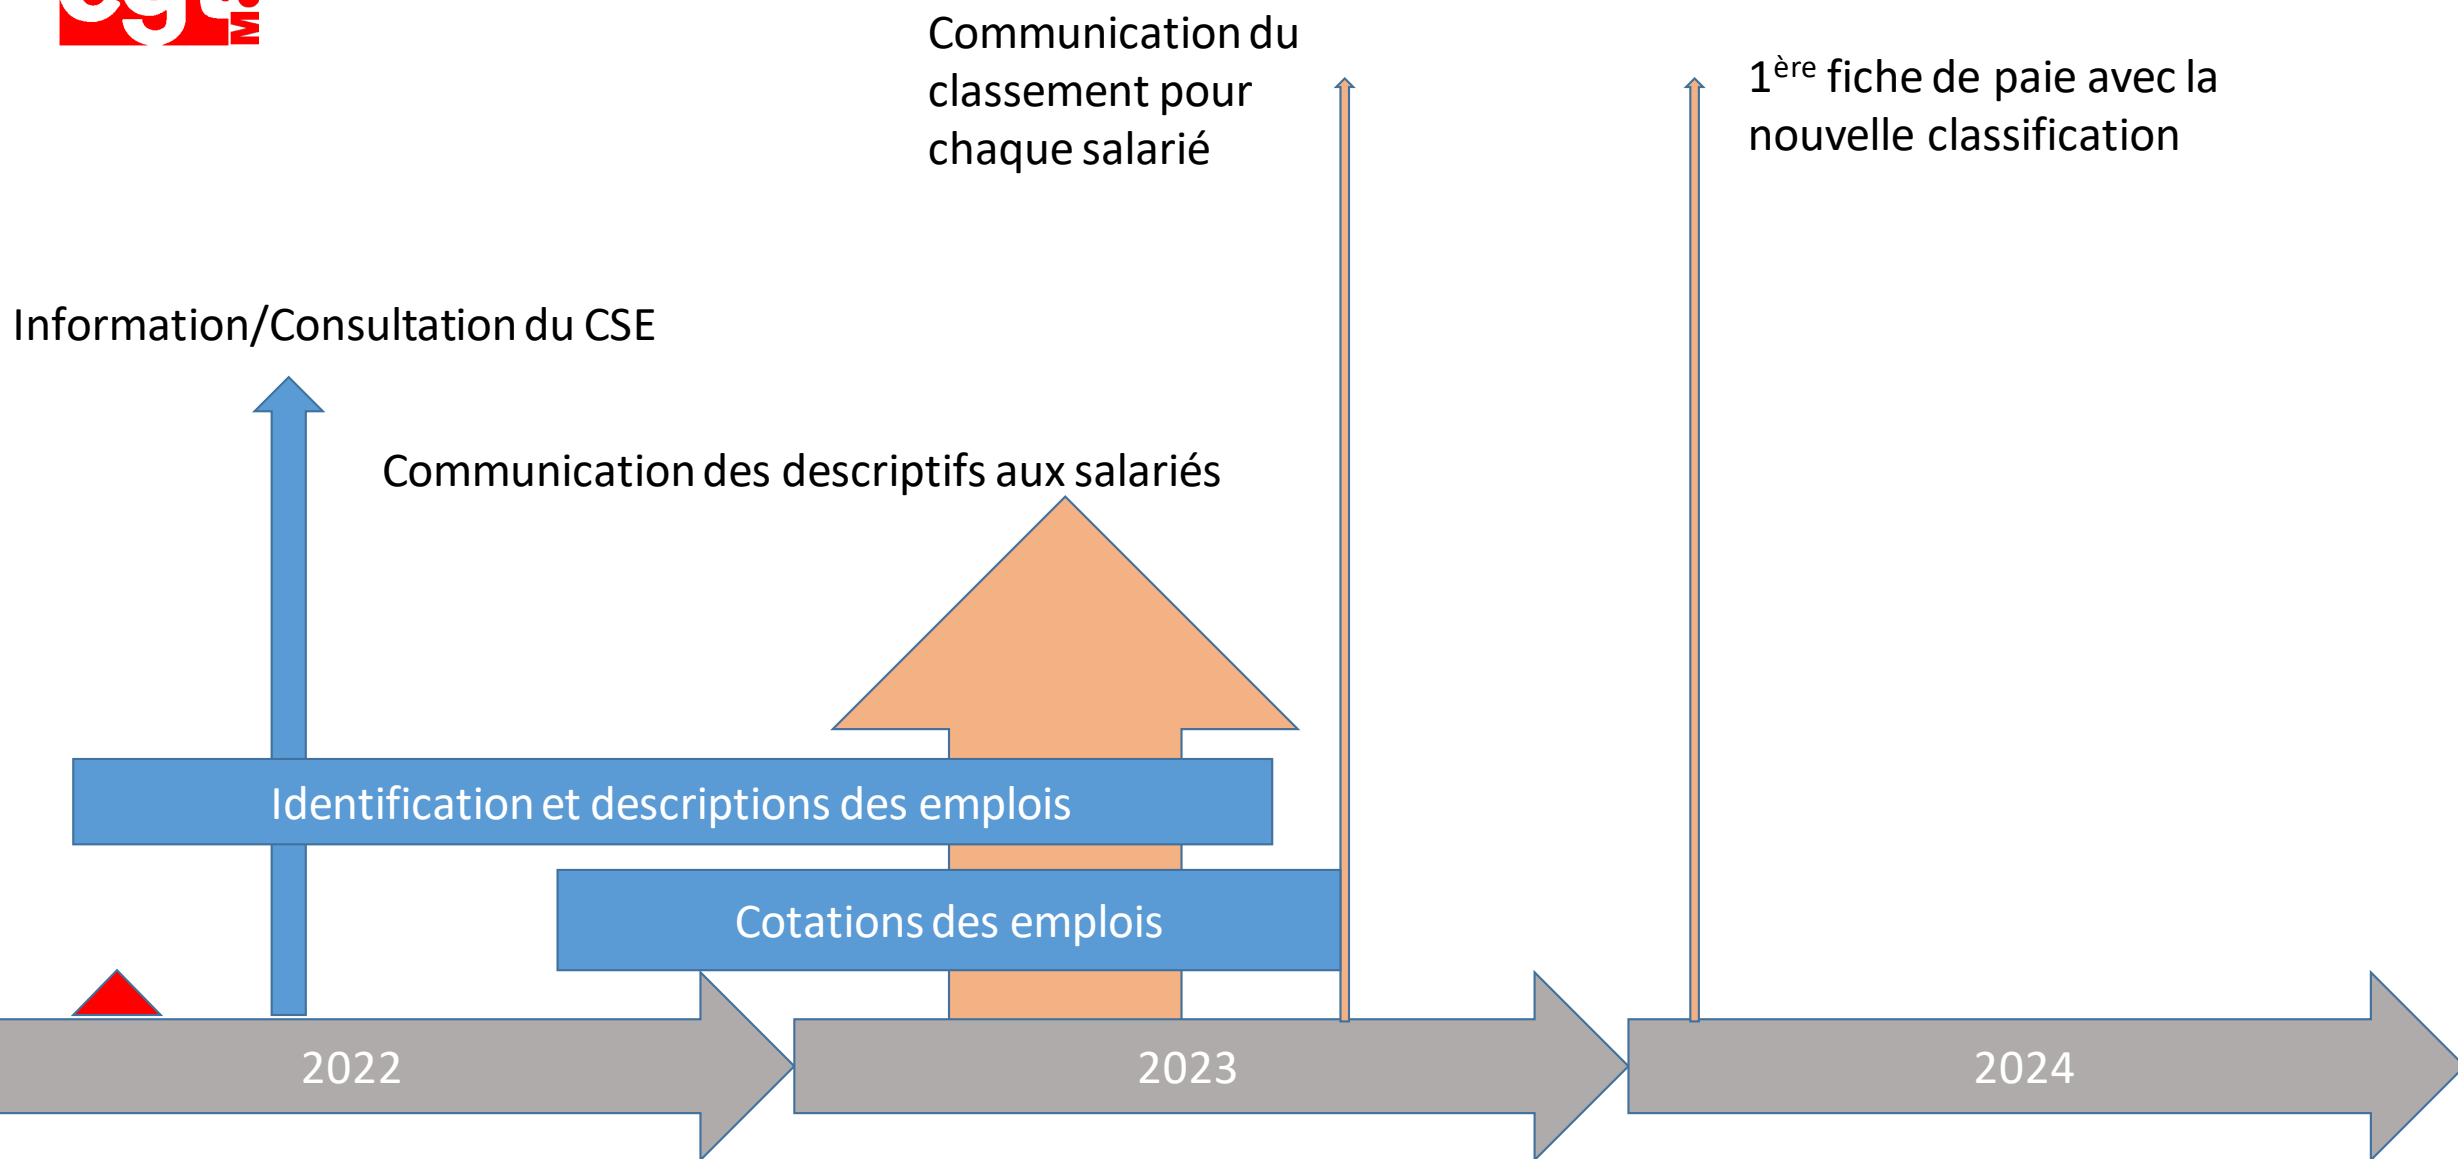 Communication du
classement pour
chaque salarié
1ère fiche de paie avec la
nouvelle classification
Information/Consultation du CSE
Communication des descriptifs aux salariés
Identification et descriptions des emplois
Cotations des emplois
2022
2023
2024